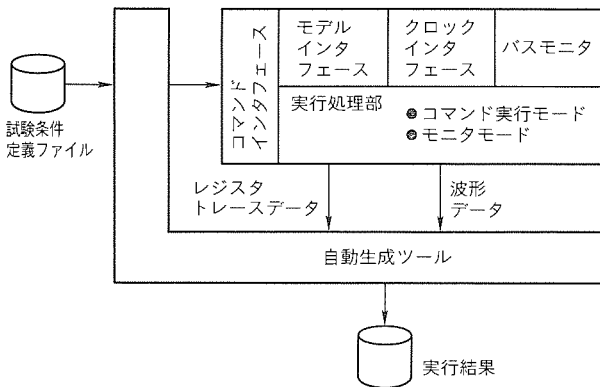 試験条件
定義ファイル
コマンド
インタフェース
モデル
インタ
フェース
クロック
インタ
フェース
バスモニタ
実行処理部
●コマンド実行モード
●モニタモード
レジスタ
トレースデータ
波形
データ
自動生成ツール
実行結果